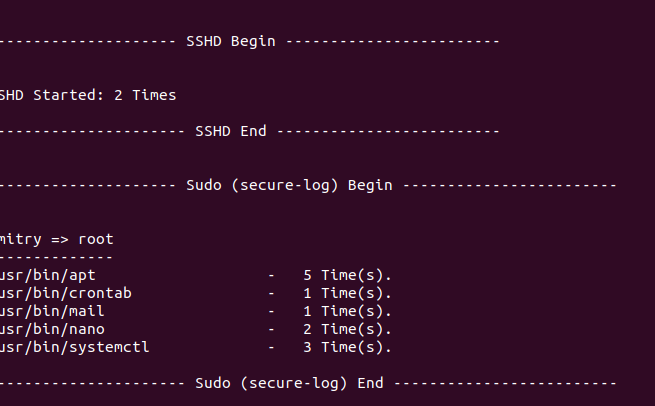 -------------------- SSHD Begin ------------------------
SHD Started: 2 Times
--------------------- SSHD End -------------------------
-------------------- Sudo (secure-log) Begin ------------------------
mitry => root
-------------
usr/bin/apt - 5 Time(s).
usr/bin/crontab - 1 Time(s).
usr/bin/mail - 1 Time(s).
usr/bin/nano - 2 Time(s).
usr/bin/systemctl - 3 Time(s).
--------------------- Sudo (secure-log) End -------------------------